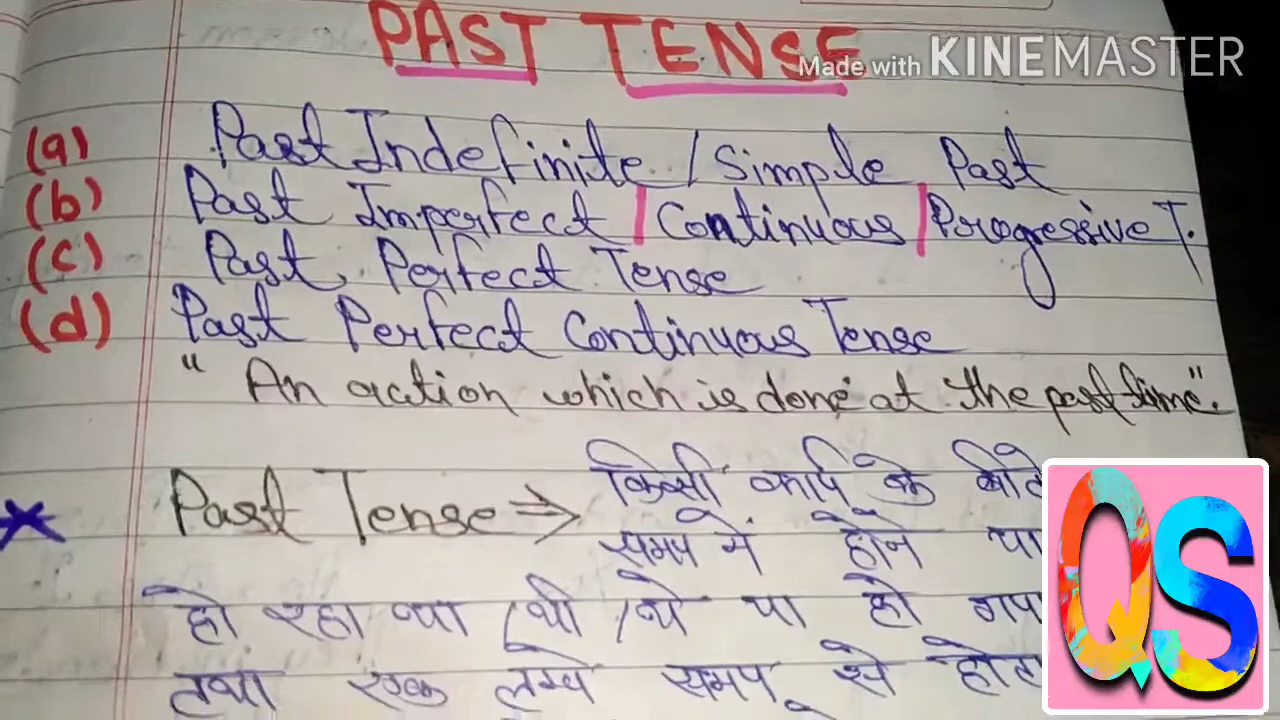 PAST TENSE
Made with KINEMASTER
(a) Past Indefinite / Simple Past
(b) Past Imperfect / Continuous / Progressive T.
(c) Past Perfect Tense
(d) Past Perfect Continuous Tense
" An action which is done at the past time".
Past Tense ⇒ किसी कार्य के बीते
समय में होने या
हो रहा था / थी / थे या हो गया
तथा एक लम्बे समय से होता
QS